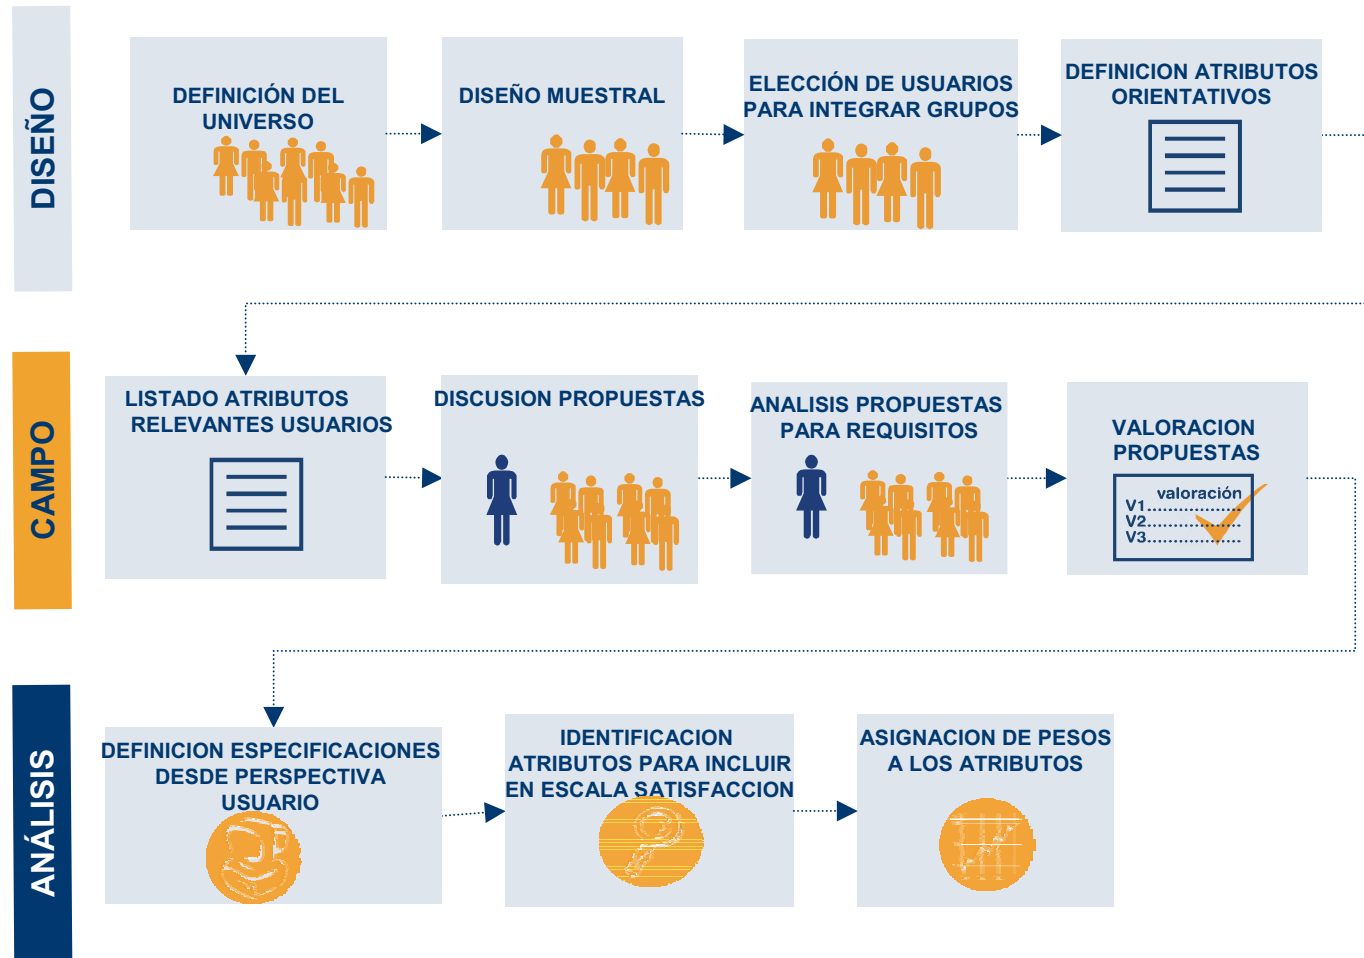 DISEÑO
DEFINICIÓN DEL
UNIVERSO
DISEÑO MUESTRAL
ELECCIÓN DE USUARIOS
PARA INTEGRAR GRUPOS
DEFINICION ATRIBUTOS
ORIENTATIVOS
CAMPO
LISTADO ATRIBUTOS
RELEVANTES USUARIOS
DISCUSION PROPUESTAS
ANALISIS PROPUESTAS
PARA REQUISITOS
VALORACION
PROPUESTAS
valoración
V1..............
V2..............
V3..............
ANÁLISIS
DEFINICION ESPECIFICACIONES
DESDE PERSPECTIVA
USUARIO
IDENTIFICACION
ATRIBUTOS PARA INCLUIR
EN ESCALA SATISFACCION
ASIGNACION DE PESOS
A LOS ATRIBUTOS